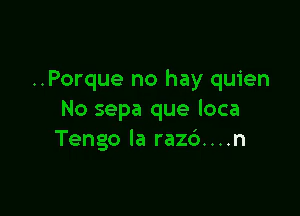 ..Porque no hay quien
No sepa que loca
Tengo la razó....n